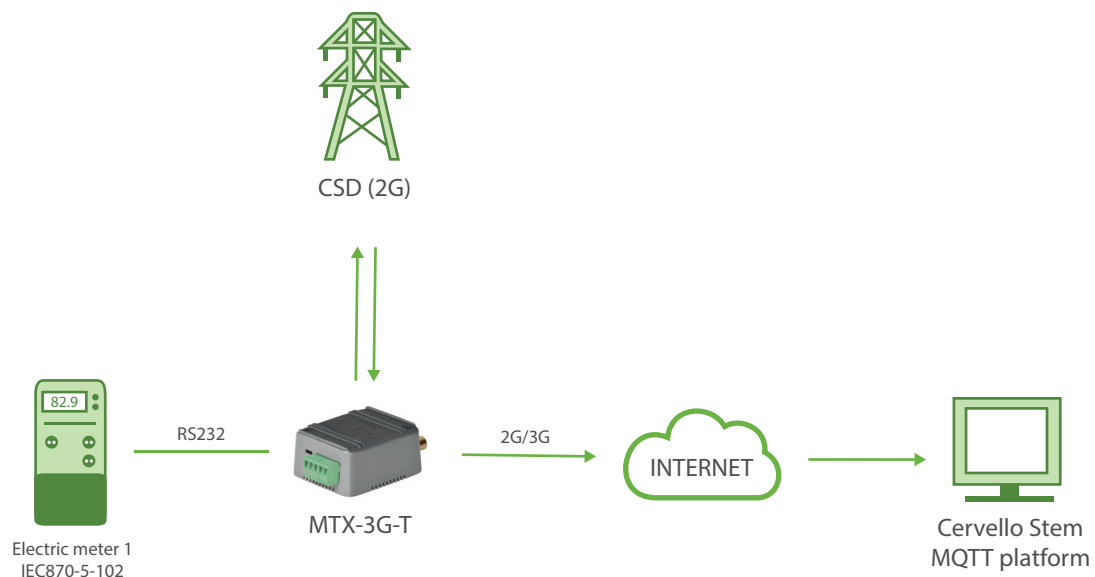 CSD (2G)
82.9
RS232
2G/3G
INTERNET
MTX-3G-T
Electric meter 1
IEC870-5-102
Cervello Stem
MQTT platform